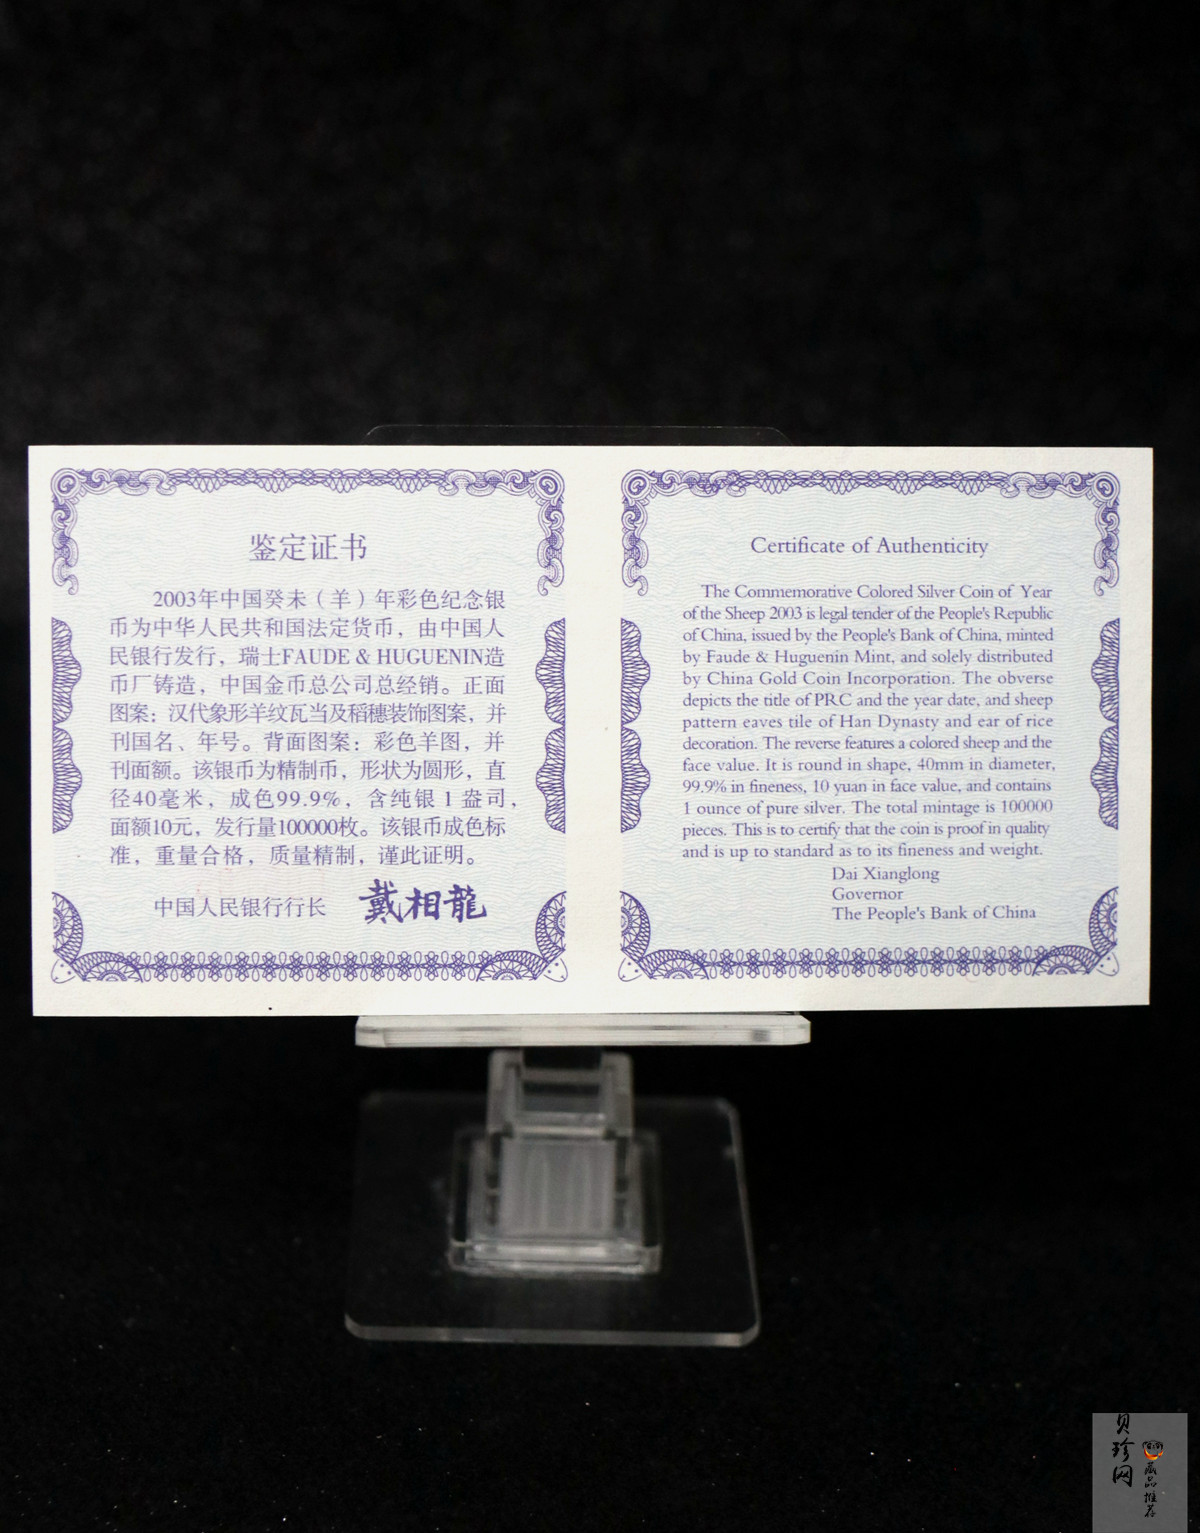 鉴定证书
2003年中国癸未（羊）年彩色纪念银
币为中华人民共和国法定货币，由中国人
民银行发行，瑞士FAUDE & HUGUENIN造
币厂铸造，中国金币总公司总经销。正面
图案：汉代象形羊纹瓦当及稻穗装饰图案，并
刊国名、年号。背面图案：彩色羊图，并
刊面额。该银币为精制币，形状为圆形，直
径40毫米，成色99.9%，含纯银1盎司，
面额10元，发行量100000枚。该银币成色标
准，重量合格，质量精制，谨此证明。
中国人民银行行长 戴相龍
Certificate of Authenticity
The Commemorative Colored Silver Coin of Year
of the Sheep 2003 is legal tender of the People's Republic
of China, issued by the People's Bank of China, minted
by Faude & Huguenin Mint, and solely distributed
by China Gold Coin Incorporation. The obverse
depicts the title of PRC and the year date, and sheep
pattern eaves tile of Han Dynasty and ear of rice
decoration. The reverse features a colored sheep and the
face value. It is round in shape, 40mm in diameter,
99.9% in fineness, 10 yuan in face value, and contains
1 ounce of pure silver. The total mintage is 100000
pieces. This is to certify that the coin is proof in quality
and is up to standard as to its fineness and weight.
Dai Xianglong
Governor
The People's Bank of China
贝珍网
藏品推荐